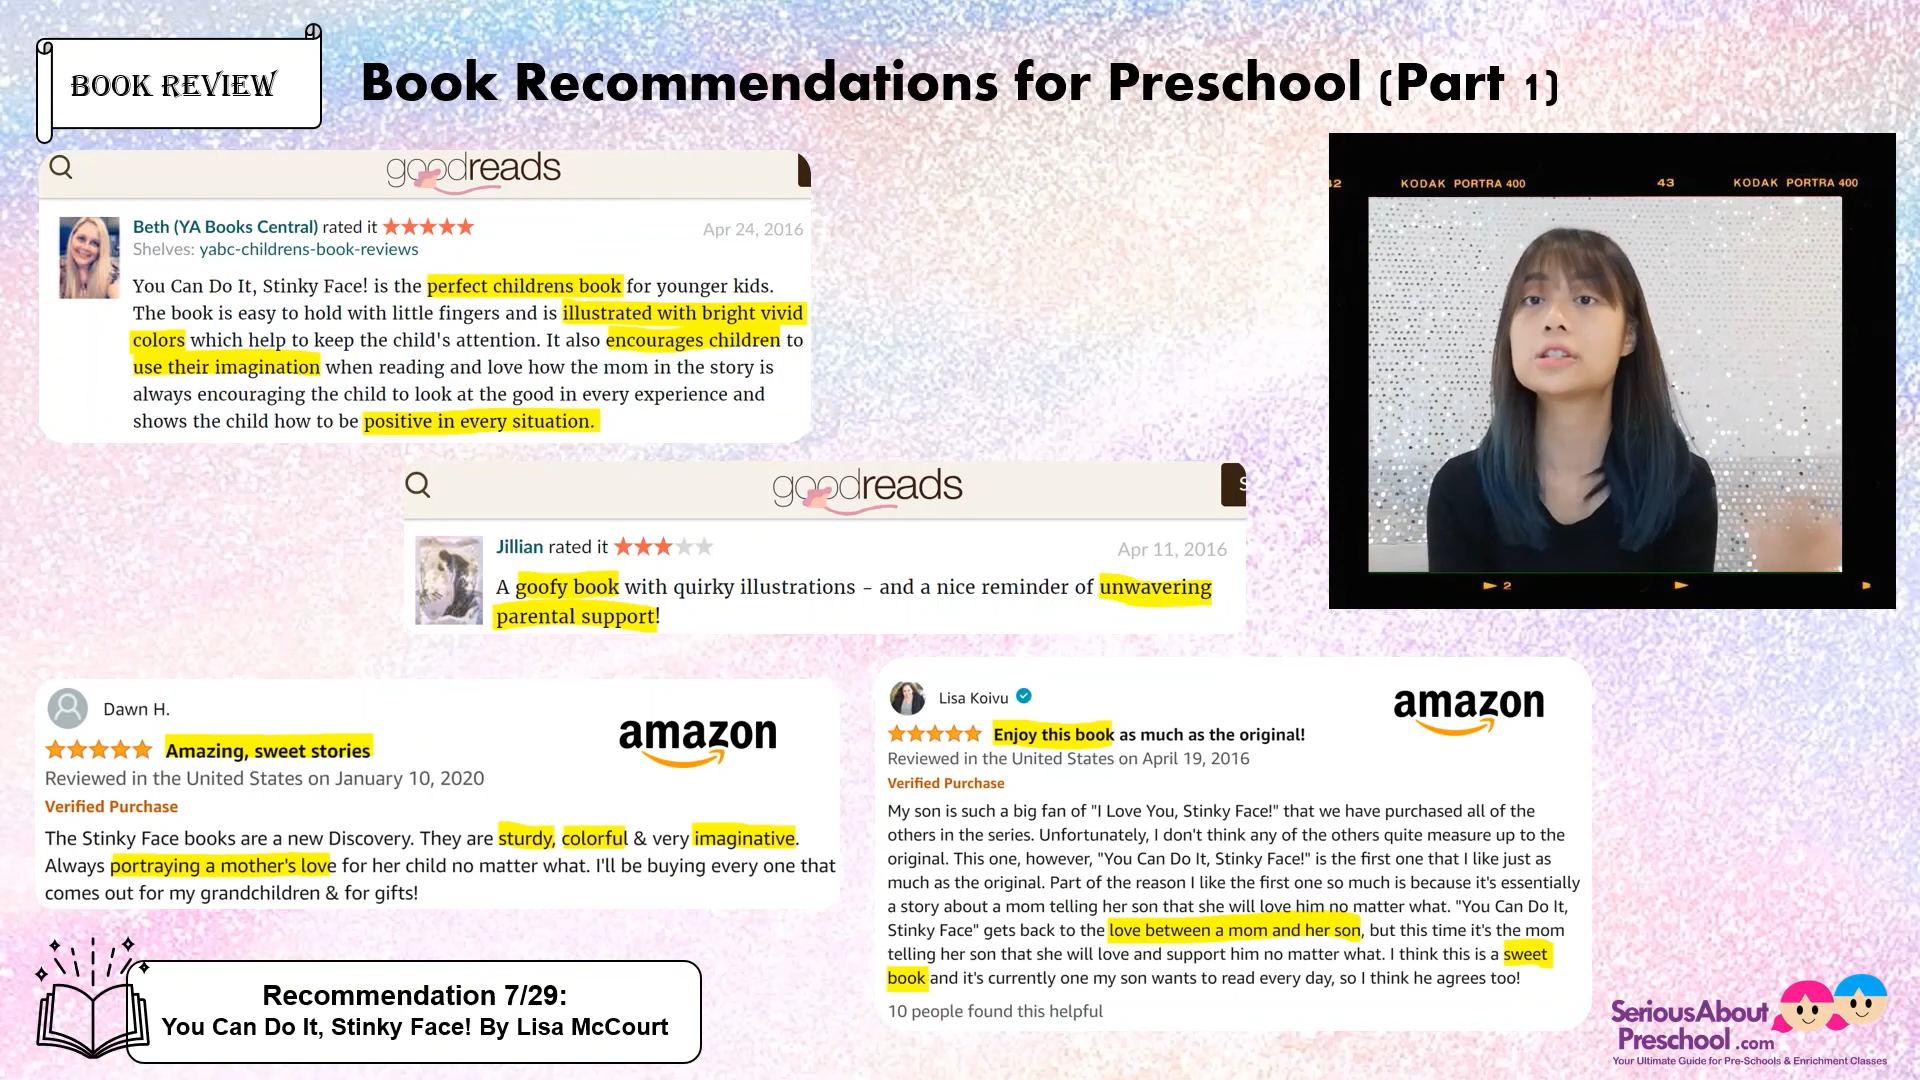 BOOK REVIEW
Book Recommendations for Preschool (Part 1)
goodreads
Beth (YA Books Central) rated it
Apr 24, 2016
Shelves: yabc-childrens-book-reviews
You Can Do It, Stinky Face! is the perfect childrens book for younger kids.
The book is easy to hold with little fingers and is illustrated with bright vivid
colors which help to keep the child's attention. It also encourages children to
use their imagination when reading and love how the mom in the story is
always encouraging the child to look at the good in every experience and
shows the child how to be positive in every situation.
42 KODAK PORTRA 400 43 KODAK PORTRA 400
2
goodreads
S
Jillian rated it
Apr 11, 2016
A goofy book with quirky illustrations – and a nice reminder of unwavering
parental support!
Dawn H.
amazon
Amazing, sweet stories
Reviewed in the United States on January 10, 2020
Verified Purchase
The Stinky Face books are a new Discovery. They are sturdy, colorful & very imaginative.
Always portraying a mother's love for her child no matter what. I'll be buying every one that
comes out for my grandchildren & for gifts!
Lisa Koivu
amazon
Enjoy this book as much as the original!
Reviewed in the United States on April 19, 2016
Verified Purchase
My son is such a big fan of "I Love You, Stinky Face!" that we have purchased all of the
others in the series. Unfortunately, I don't think any of the others quite measure up to the
original. This one, however, "You Can Do It, Stinky Face!" is the first one that I like just as
much as the original. Part of the reason I like the first one so much is because it's essentially
a story about a mom telling her son that she will love him no matter what. "You Can Do It,
Stinky Face" gets back to the love between a mom and her son, but this time it's the mom
telling her son that she will love and support him no matter what. I think this is a sweet
book and it's currently one my son wants to read every day, so I think he agrees too!
10 people found this helpful
Recommendation 7/29:
You Can Do It, Stinky Face! By Lisa McCourt
SeriousAbout
Preschool.com
Your Ultimate Guide for Pre-Schools & Enrichment Classes